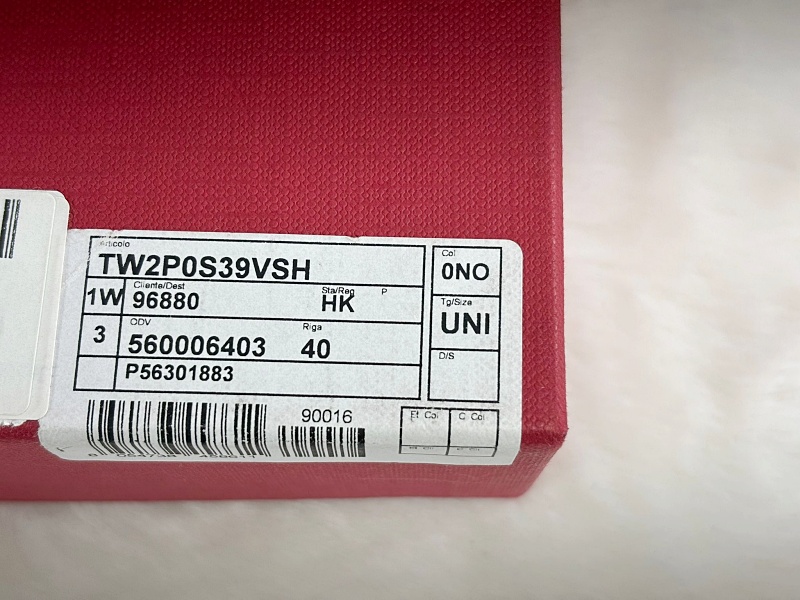 Articolo
TW2P0S39VSH
Col
0NO
1W
Cliente/Dest
96880
Sta/Reg
HK
P
Tg/Size
UNI
3
ODV
560006403
Riga
40
D/S
P56301883
90016
Et Col
C Col